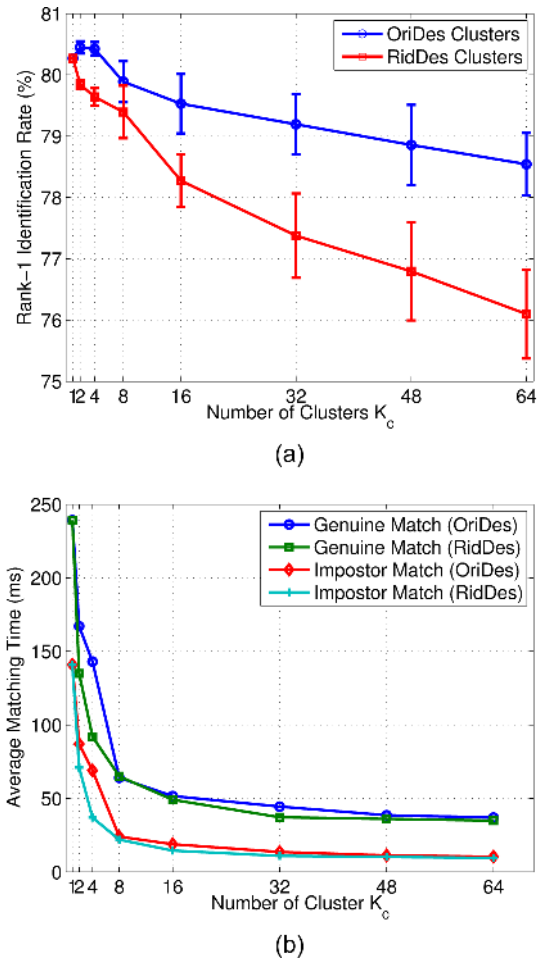 81
80
79
78
77
76
75
Rank−1 Identification Rate (%)
OriDes Clusters
RidDes Clusters
1 2 4 8 16 32 48 64
Number of Clusters K_c
(a)
250
200
150
100
50
0
Average Matching Time (ms)
Genuine Match (OriDes)
Genuine Match (RidDes)
Impostor Match (OriDes)
Impostor Match (RidDes)
1 2 4 8 16 32 48 64
Number of Cluster K_c
(b)